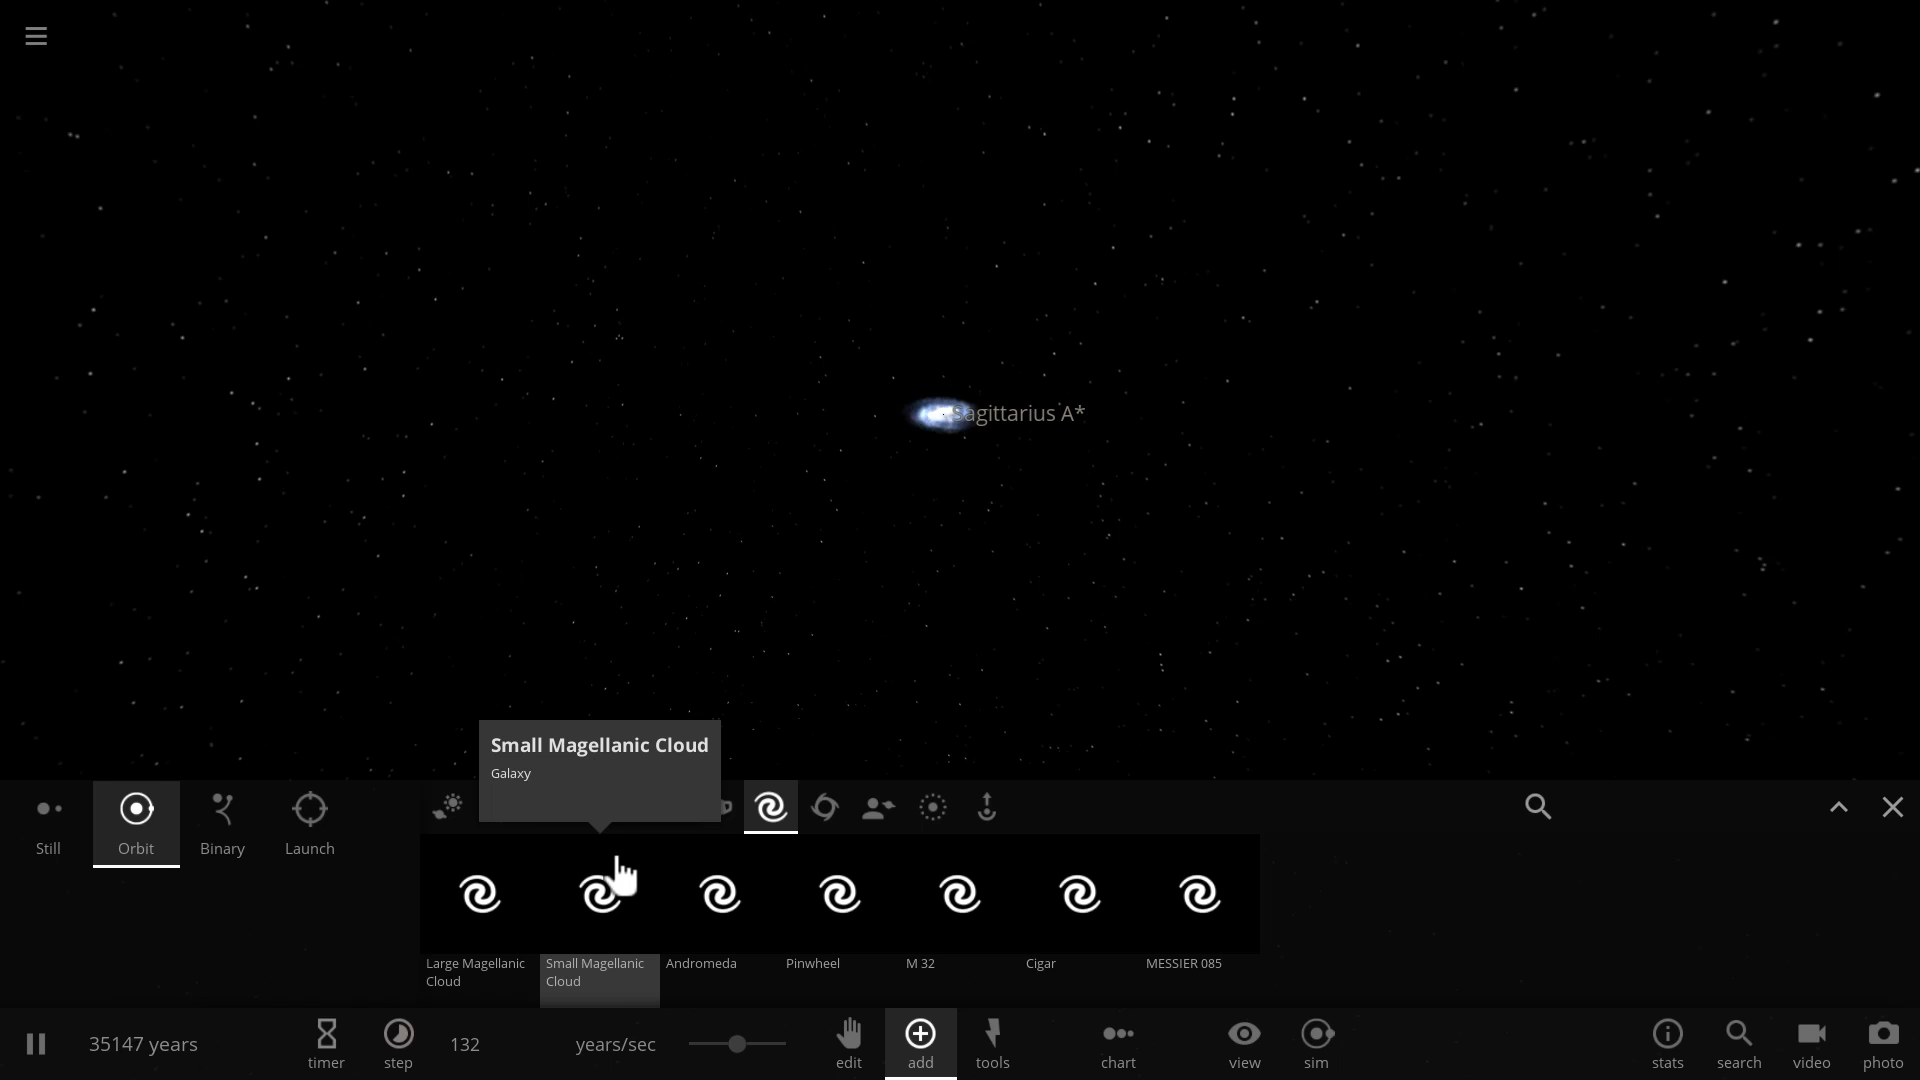 Sagittarius A*
Small Magellanic Cloud
Galaxy
Still
Orbit
Binary
Launch
Large Magellanic
Cloud
Small Magellanic
Cloud
Andromeda
Pinwheel
M 32
Cigar
MESSIER 085
35147 years
timer
step
132
years/sec
edit
add
tools
chart
view
sim
stats
search
video
photo